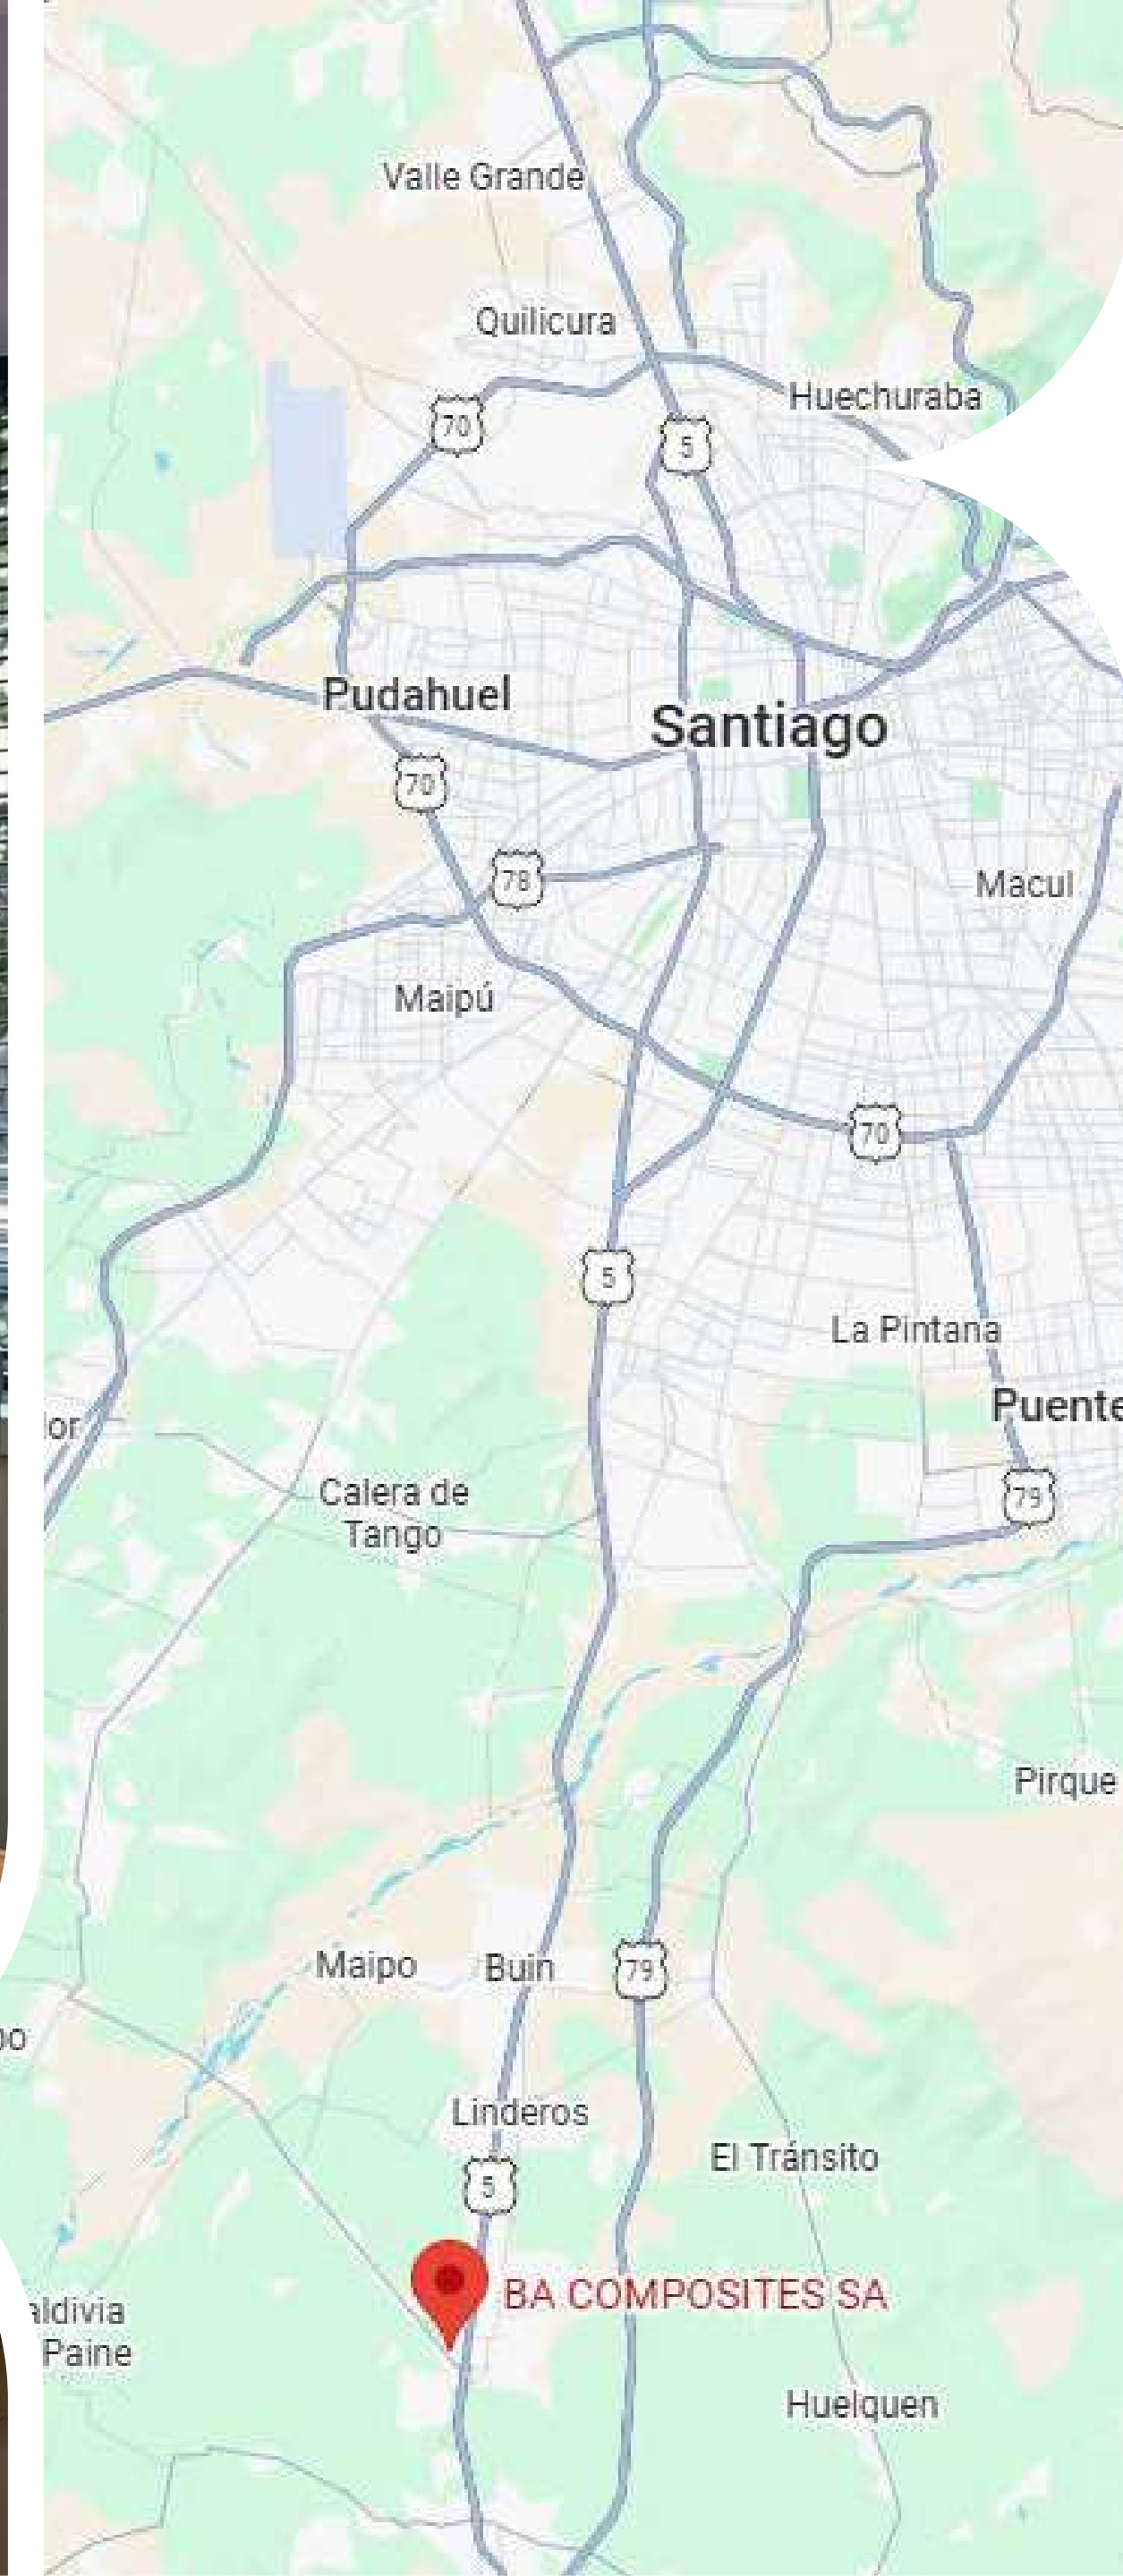 Valle Grande
Quilicura
Huechuraba
70
5
Pudahuel
Santiago
70
78
Macul
Maipú
70
5
La Pintana
Puente
79
Calera de
Tango
Pirque
Maipo
Buin
79
Linderos
El Tránsito
5
BA COMPOSITES SA
Paine
Huelquen